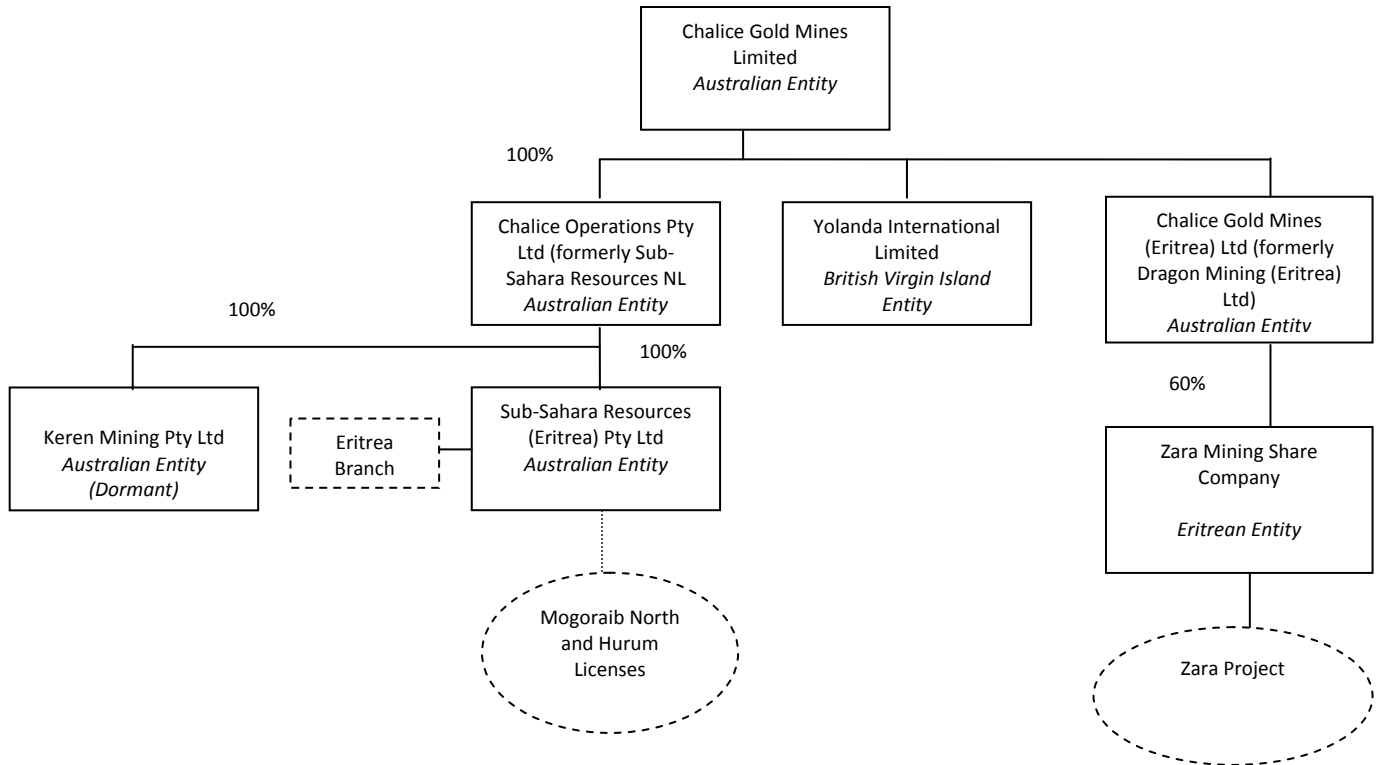 Chalice Gold Mines
Limited
Australian Entity
100%
Chalice Operations Pty
Ltd (formerly Sub-
Sahara Resources NL
Australian Entity
Yolanda International
Limited
British Virgin Island
Entity
Chalice Gold Mines
(Eritrea) Ltd (formerly
Dragon Mining (Eritrea)
Ltd)
Australian Entity
100%
100%
60%
Keren Mining Pty Ltd
Australian Entity
(Dormant)
Eritrea
Branch
Sub-Sahara Resources
(Eritrea) Pty Ltd
Australian Entity
Zara Mining Share
Company
Eritrean Entity
Mogoraib North
and Hurum
Licenses
Zara Project